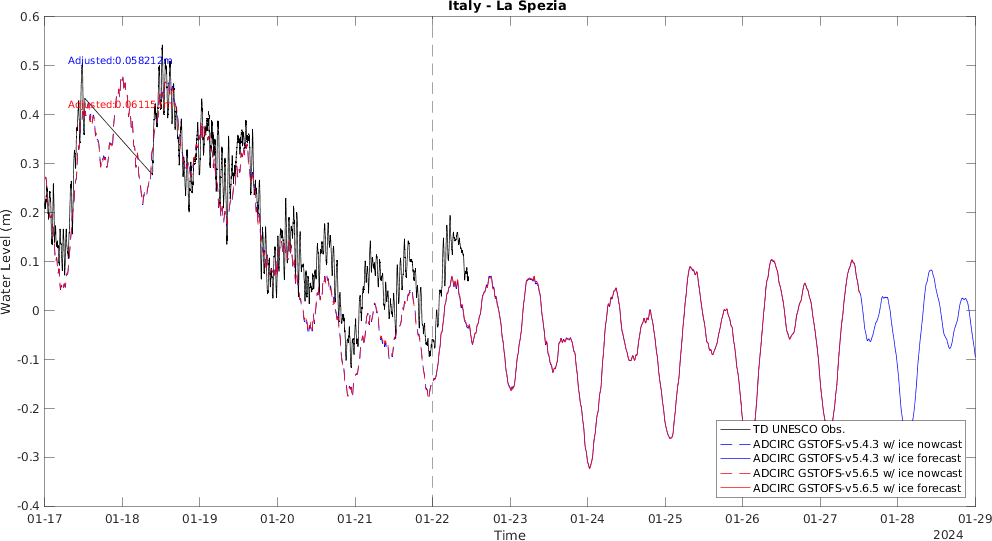 Italy - La Spezia
Adjusted:0.058212m
Adjusted:0.06115
Water Level (m)
0.6
0.5
0.4
0.3
0.2
0.1
0
-0.1
-0.2
-0.3
-0.4
TD UNESCO Obs.
ADCIRC GSTOFS-v5.4.3 w/ ice nowcast
ADCIRC GSTOFS-v5.4.3 w/ ice forecast
ADCIRC GSTOFS-v5.6.5 w/ ice nowcast
ADCIRC GSTOFS-v5.6.5 w/ ice forecast
01-17 01-18 01-19 01-20 01-21 01-22 01-23 01-24 01-25 01-26 01-27 01-28 01-29
Time
2024